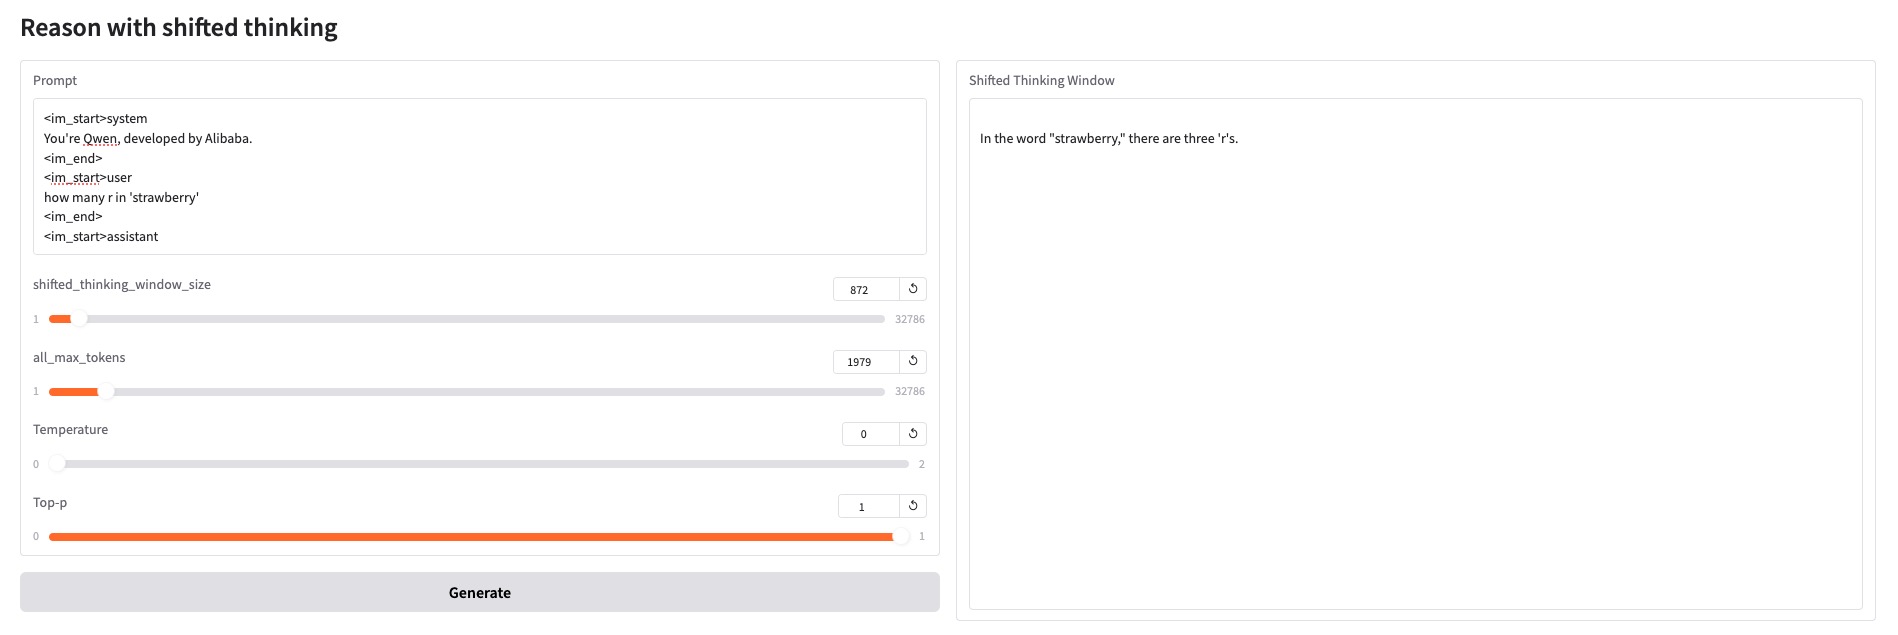 Reason with shifted thinking
Prompt
<im_start>system
You're Qwen, developed by Alibaba.
<im_end>
<im_start>user
how many r in 'strawberry'
<im_end>
<im_start>assistant
shifted_thinking_window_size
872
1
32786
all_max_tokens
1979
1
32786
Temperature
0
0
2
Top-p
1
0
1
Generate
Shifted Thinking Window
In the word "strawberry," there are three 'r's.